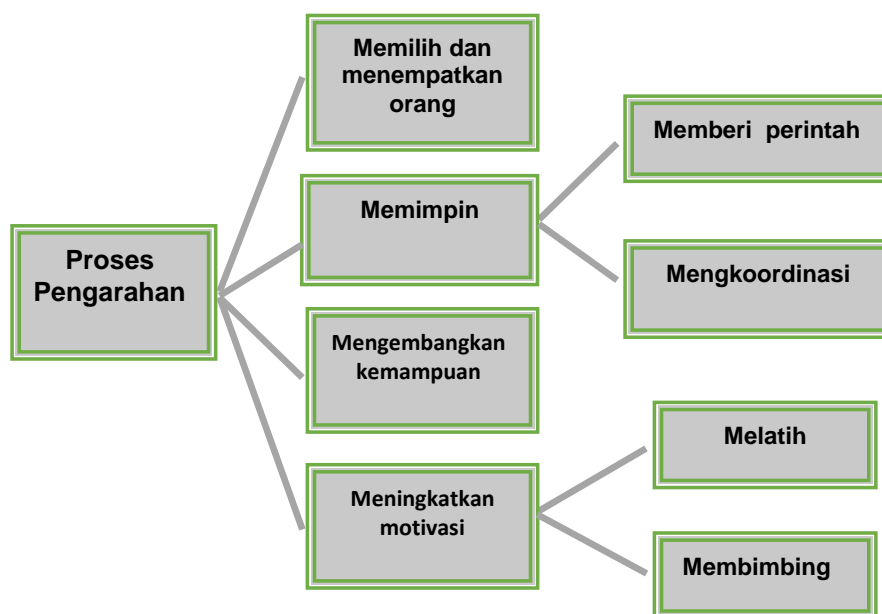 Proses
Pengarahan
Memilih dan
menempatkan
orang
Memimpin
Memberi perintah
Mengkoordinasi
Mengembangkan
kemampuan
Meningkatkan
motivasi
Melatih
Membimbing